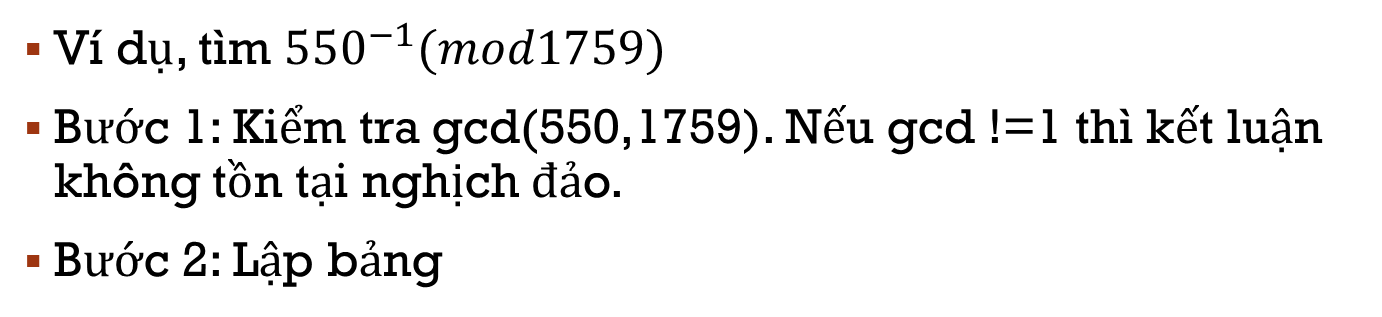 ▪ Ví dụ, tìm 550⁻¹(mod1759)
▪ Bước 1: Kiểm tra gcd(550,1759). Nếu gcd !=1 thì kết luận
không tồn tại nghịch đảo.
▪ Bước 2: Lập bảng